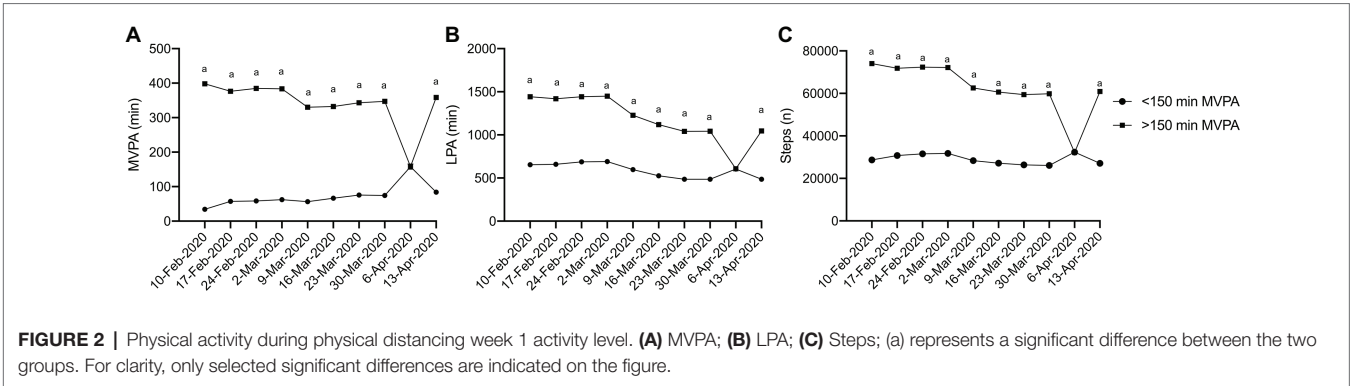 A
500
400
300
200
100
0
MVPA (min)
a a a a a a a a a
10-Feb-2020
17-Feb-2020
24-Feb-2020
2-Mar-2020
9-Mar-2020
16-Mar-2020
23-Mar-2020
30-Mar-2020
6-Apr-2020
13-Apr-2020
B
2000
1500
1000
500
0
LPA (min)
a a a a a a a a a
10-Feb-2020
17-Feb-2020
24-Feb-2020
2-Mar-2020
9-Mar-2020
16-Mar-2020
23-Mar-2020
30-Mar-2020
6-Apr-2020
13-Apr-2020
C
80000
60000
40000
20000
0
Steps (n)
a a a a a a a a a
10-Feb-2020
17-Feb-2020
24-Feb-2020
2-Mar-2020
9-Mar-2020
16-Mar-2020
23-Mar-2020
30-Mar-2020
6-Apr-2020
13-Apr-2020
<150 min MVPA
>150 min MVPA
FIGURE 2 | Physical activity during physical distancing week 1 activity level. (A) MVPA; (B) LPA; (C) Steps; (a) represents a significant difference between the two
groups. For clarity, only selected significant differences are indicated on the figure.